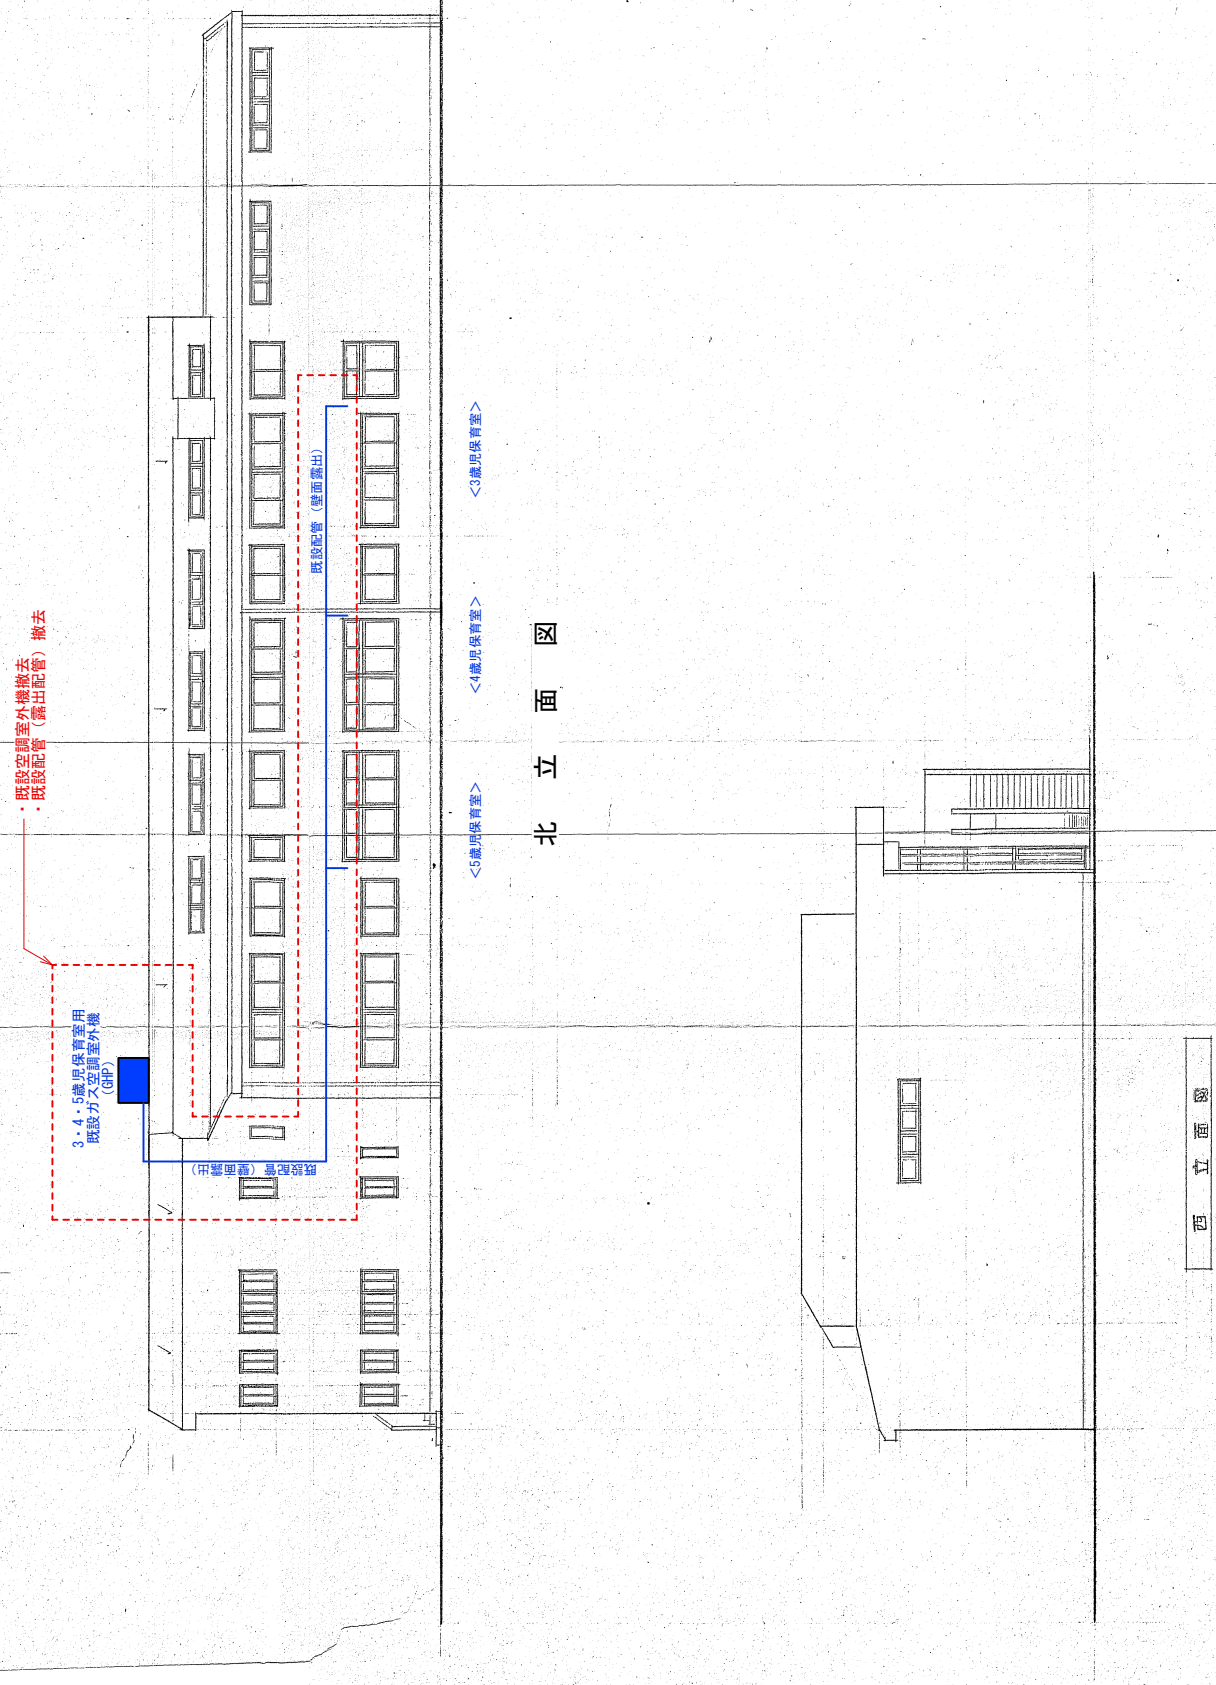 ・既設空調室外機撤去
・既設配管（露出配管）撤去
3・4・5歳児保育室用
既設ガス空調室外機
(GHP)
既設配管（壁面露出）
既設配管（壁面露出）
<5歳児保育室>
<4歳児保育室>
<3歳児保育室>
北立面図
西立面図